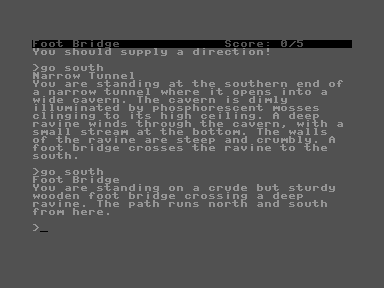 Foot Bridge Score: 0/5
You should supply a direction!
>go south
Narrow Tunnel
You are standing at the southern end of
a narrow tunnel where it opens into a
wide cavern. The cavern is dimly
illuminated by phosphorescent mosses
clinging to its high ceiling. A deep
ravine winds through the cavern, with a
small stream at the bottom. The walls
of the ravine are steep and crumbly. A
foot bridge crosses the ravine to the
south.
>go south
Foot Bridge
You are standing on a crude but sturdy
wooden foot bridge crossing a deep
ravine. The path runs north and south
from here.
>_